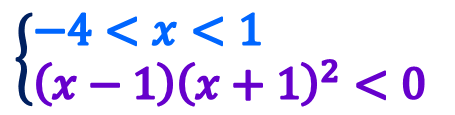 −4 < x < 1
(x − 1)(x + 1)² < 0